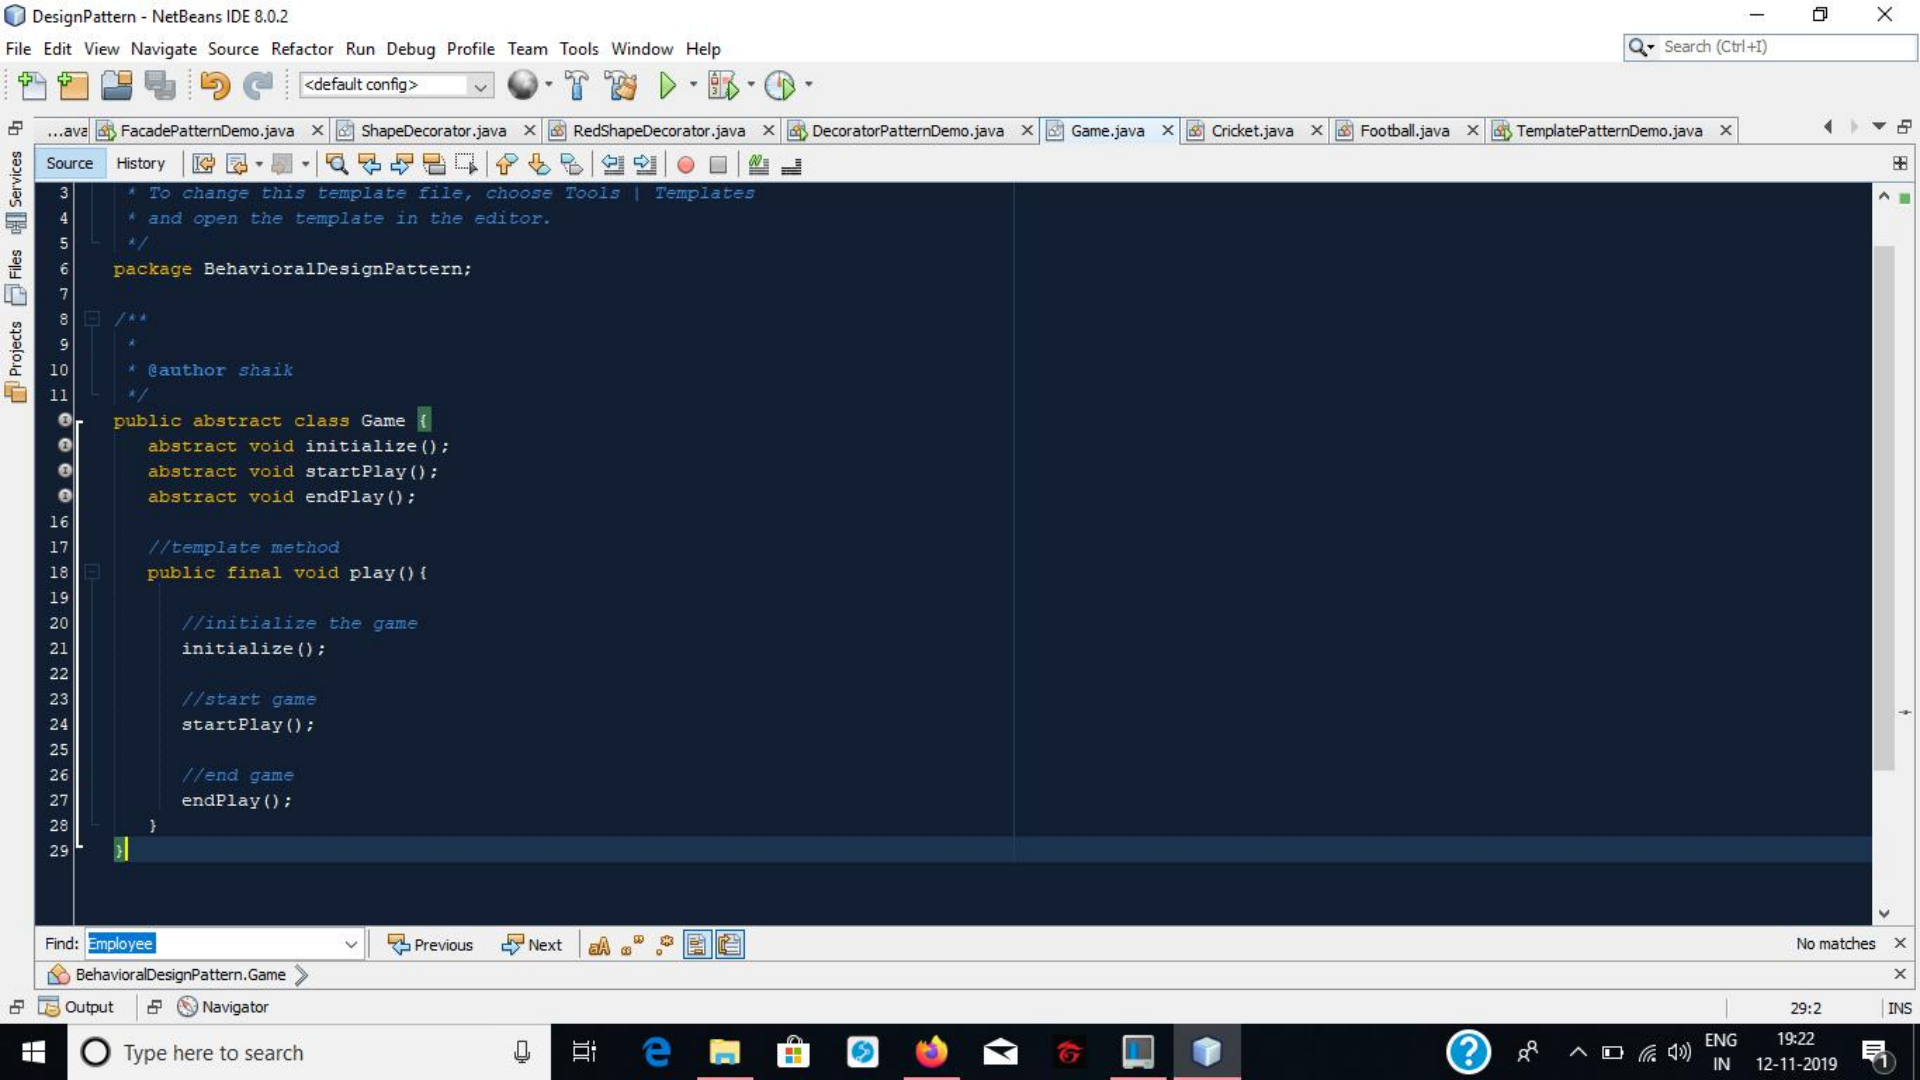 DesignPattern - NetBeans IDE 8.0.2
File Edit View Navigate Source Refactor Run Debug Profile Team Tools Window Help
Search (Ctrl+I)
<default config>
...ava FacadePatternDemo.java ShapeDecorator.java RedShapeDecorator.java DecoratorPatternDemo.java Game.java Cricket.java Football.java TemplatePatternDemo.java
Source History
Services
Files
Projects
3 * To change this template file, choose Tools | Templates
4 * and open the template in the editor.
5 */
6 package BehavioralDesignPattern;
7
8 /**
9 *
10 * @author shaik
11 */
public abstract class Game {
abstract void initialize();
abstract void startPlay();
abstract void endPlay();
16
17 //template method
18 public final void play(){
19
20 //initialize the game
21 initialize();
22
23 //start game
24 startPlay();
25
26 //end game
27 endPlay();
28 }
29 }
Find: Employee Previous Next No matches
BehavioralDesignPattern.Game
Output Navigator 29:2 INS
Type here to search
ENG
IN
19:22
12-11-2019
1